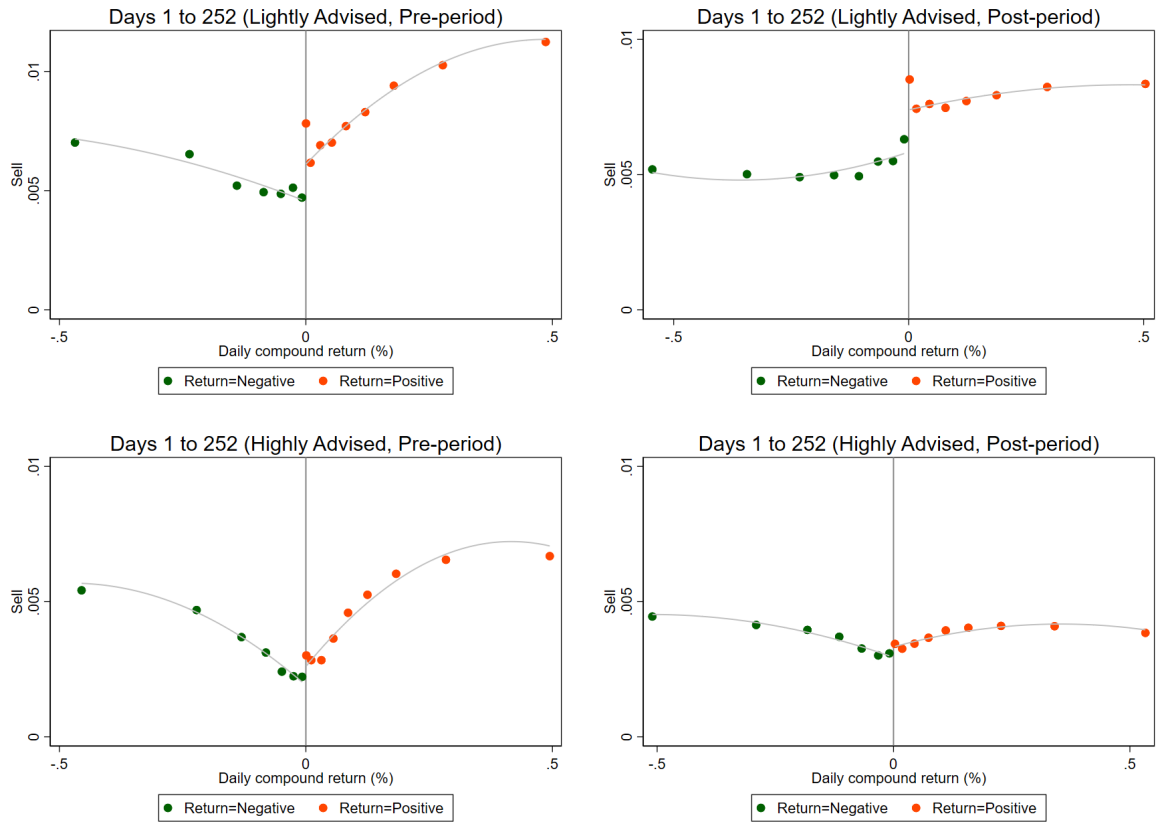 Days 1 to 252 (Lightly Advised, Pre-period)
Sell
.01
.005
0
-.5
0
.5
Daily compound return (%)
Return=Negative
Return=Positive
Days 1 to 252 (Lightly Advised, Post-period)
Sell
.01
.005
0
-.5
0
.5
Daily compound return (%)
Return=Negative
Return=Positive
Days 1 to 252 (Highly Advised, Pre-period)
Sell
.01
.005
0
-.5
0
.5
Daily compound return (%)
Return=Negative
Return=Positive
Days 1 to 252 (Highly Advised, Post-period)
Sell
.01
.005
0
-.5
0
.5
Daily compound return (%)
Return=Negative
Return=Positive